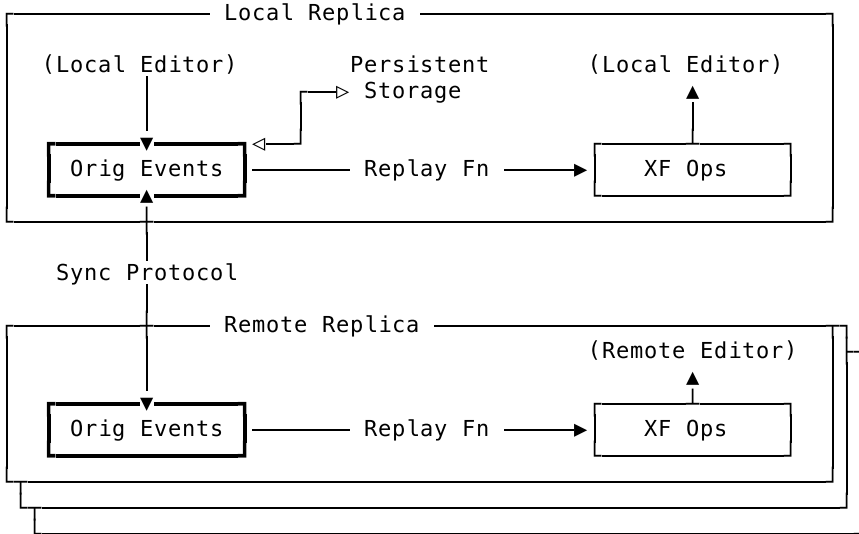 Local Replica
(Local Editor)
Persistent
Storage
(Local Editor)
Orig Events
Replay Fn
XF Ops
Sync Protocol
Remote Replica
(Remote Editor)
Orig Events
Replay Fn
XF Ops